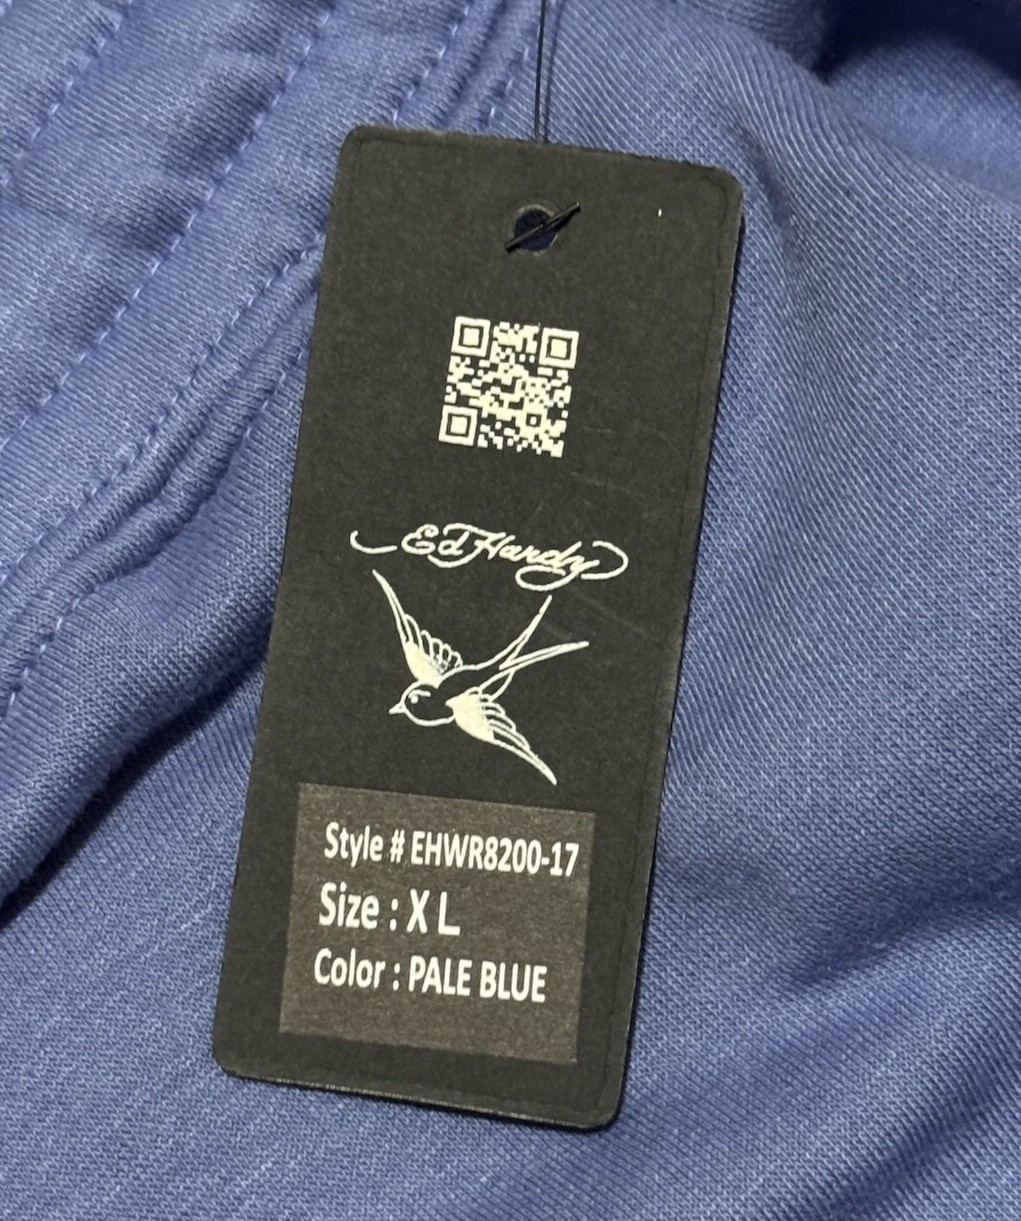 Ed Hardy
Style # EHWR8200-17
Size : X L
Color : PALE BLUE